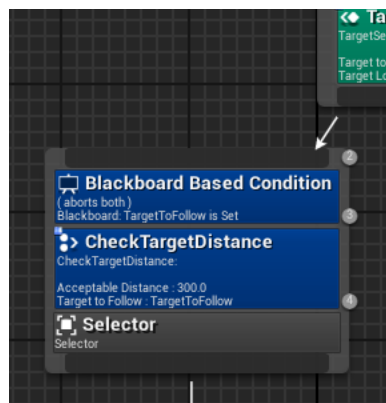 Ta
TargetSe
Target to
Target Lo
2
Blackboard Based Condition
( aborts both )
Blackboard: TargetToFollow is Set
3
CheckTargetDistance
CheckTargetDistance:
Acceptable Distance : 300.0
Target to Follow : TargetToFollow
4
Selector
Selector